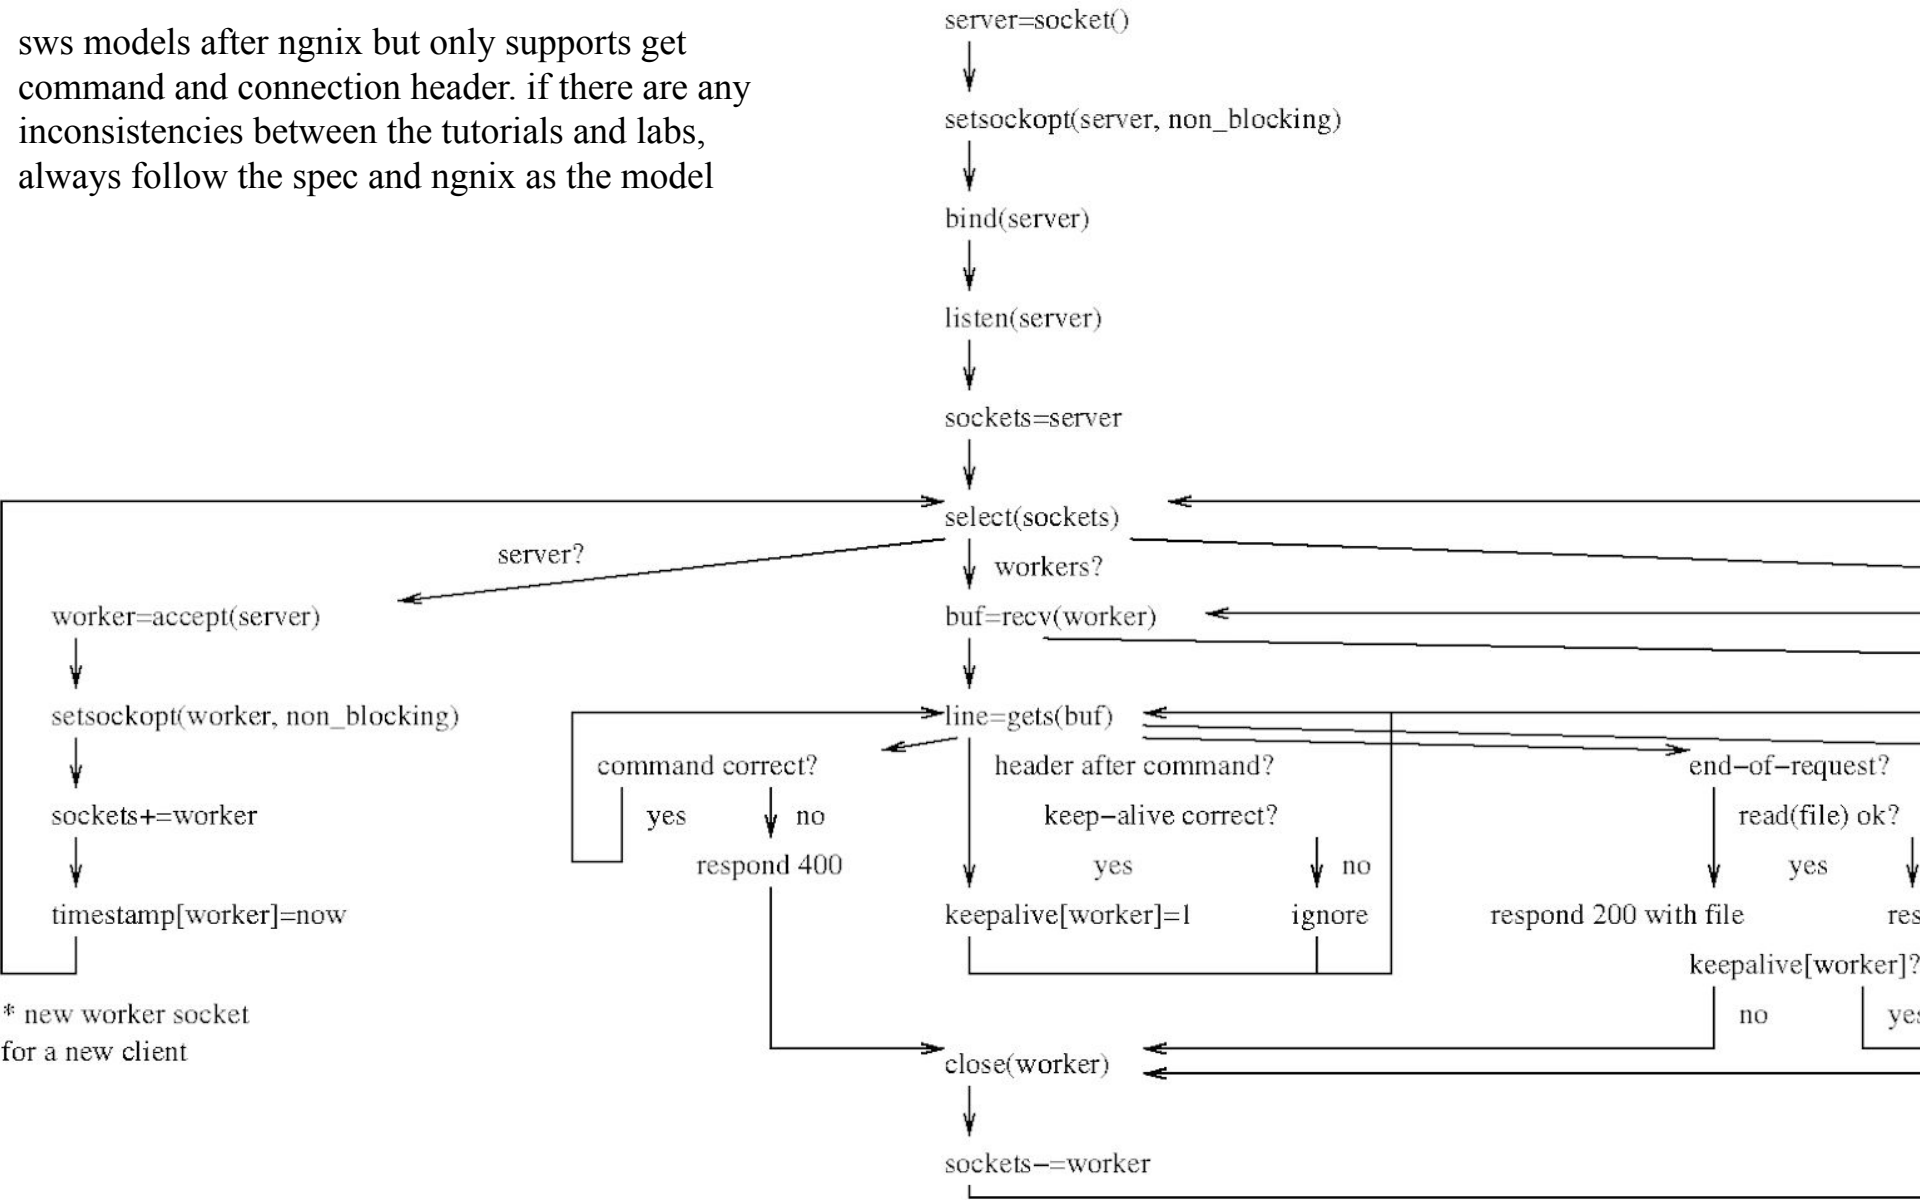 sws models after ngnix but only supports get
command and connection header. if there are any
inconsistencies between the tutorials and labs,
always follow the spec and ngnix as the model
server=socket()
setsockopt(server, non_blocking)
bind(server)
listen(server)
sockets=server
select(sockets)
server?
workers?
worker=accept(server)
buf=recv(worker)
setsockopt(worker, non_blocking)
line=gets(buf)
command correct?
header after command?
end-of-request?
sockets+=worker
yes
no
keep-alive correct?
read(file) ok?
respond 400
yes
no
yes
timestamp[worker]=now
keepalive[worker]=1
ignore
respond 200 with file
res
keepalive[worker]?
* new worker socket
for a new client
no
yes
close(worker)
sockets-=worker